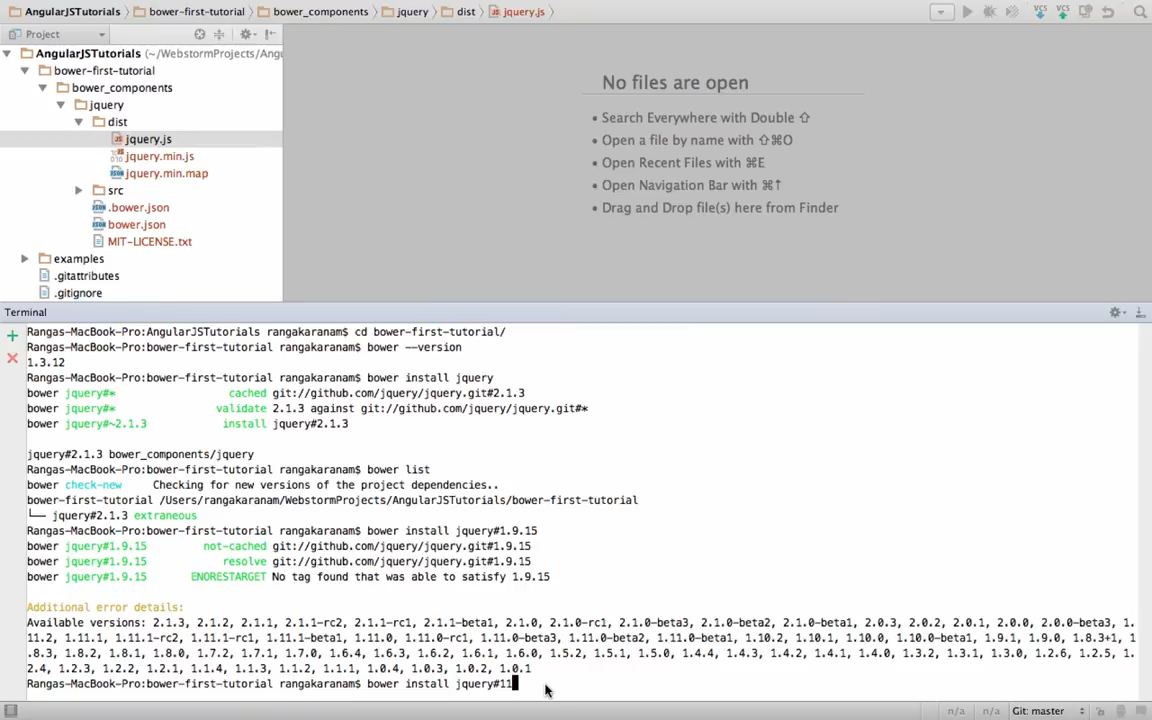 AngularJSTutorials bower-first-tutorial bower_components jquery dist jquery.js
VCS VCS
Project
AngularJSTutorials (~/WebstormProjects/Angu
bower-first-tutorial
bower_components
jquery
dist
jquery.js
jquery.min.js
jquery.min.map
src
.bower.json
bower.json
MIT-LICENSE.txt
examples
.gitattributes
.gitignore
No files are open
• Search Everywhere with Double ⇧
• Open a file by name with ⇧⌘O
• Open Recent Files with ⌘E
• Open Navigation Bar with ⌘↑
• Drag and Drop file(s) here from Finder
Terminal
Rangas-MacBook-Pro:AngularJSTutorials rangakaranam$ cd bower-first-tutorial/
Rangas-MacBook-Pro:bower-first-tutorial rangakaranam$ bower --version
1.3.12
Rangas-MacBook-Pro:bower-first-tutorial rangakaranam$ bower install jquery
bower jquery#* cached git://github.com/jquery/jquery.git#2.1.3
bower jquery#* validate 2.1.3 against git://github.com/jquery/jquery.git#*
bower jquery#~2.1.3 install jquery#2.1.3
jquery#2.1.3 bower_components/jquery
Rangas-MacBook-Pro:bower-first-tutorial rangakaranam$ bower list
bower check-new Checking for new versions of the project dependencies..
bower-first-tutorial /Users/rangakaranam/WebstormProjects/AngularJSTutorials/bower-first-tutorial
└── jquery#2.1.3 extraneous
Rangas-MacBook-Pro:bower-first-tutorial rangakaranam$ bower install jquery#1.9.15
bower jquery#1.9.15 not-cached git://github.com/jquery/jquery.git#1.9.15
bower jquery#1.9.15 resolve git://github.com/jquery/jquery.git#1.9.15
bower jquery#1.9.15 ENORESTARGET No tag found that was able to satisfy 1.9.15
Additional error details:
Available versions: 2.1.3, 2.1.2, 2.1.1, 2.1.1-rc2, 2.1.1-rc1, 2.1.1-beta1, 2.1.0, 2.1.0-rc1, 2.1.0-beta3, 2.1.0-beta2, 2.1.0-beta1, 2.0.3, 2.0.2, 2.0.1, 2.0.0, 2.0.0-beta3, 1.
11.2, 1.11.1, 1.11.1-rc2, 1.11.1-rc1, 1.11.1-beta1, 1.11.0, 1.11.0-rc1, 1.11.0-beta3, 1.11.0-beta2, 1.11.0-beta1, 1.10.2, 1.10.1, 1.10.0, 1.10.0-beta1, 1.9.1, 1.9.0, 1.8.3+1, 1
.8.3, 1.8.2, 1.8.1, 1.8.0, 1.7.2, 1.7.1, 1.7.0, 1.6.4, 1.6.3, 1.6.2, 1.6.1, 1.6.0, 1.5.2, 1.5.1, 1.5.0, 1.4.4, 1.4.3, 1.4.2, 1.4.1, 1.4.0, 1.3.2, 1.3.1, 1.3.0, 1.2.6, 1.2.5, 1.
2.4, 1.2.3, 1.2.2, 1.2.1, 1.1.4, 1.1.3, 1.1.2, 1.1.1, 1.0.4, 1.0.3, 1.0.2, 1.0.1
Rangas-MacBook-Pro:bower-first-tutorial rangakaranam$ bower install jquery#11
n/a n/a Git: master